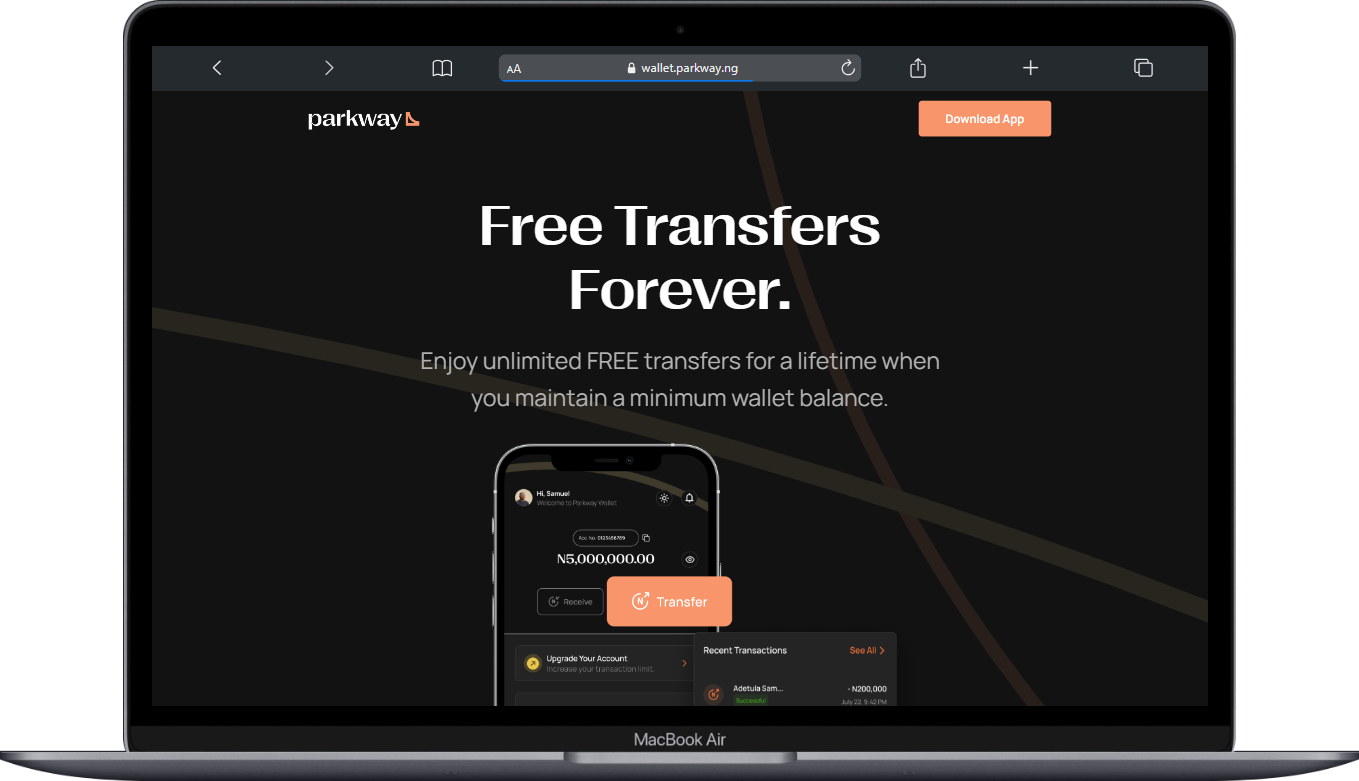 AA
wallet.parkway.ng
parkway
Download App
Free Transfers
Forever.
Enjoy unlimited FREE transfers for a lifetime when
you maintain a minimum wallet balance.
Hi, Samuel
Welcome to Parkway Wallet
Acc No 0123456789
N5,000,000.00
Receive
Transfer
Upgrade Your Account
Increase your transaction limit.
Recent Transactions
See All
Adetula Sam...
- N200,000
Successful
July 22, 9:42 PM
MacBook Air